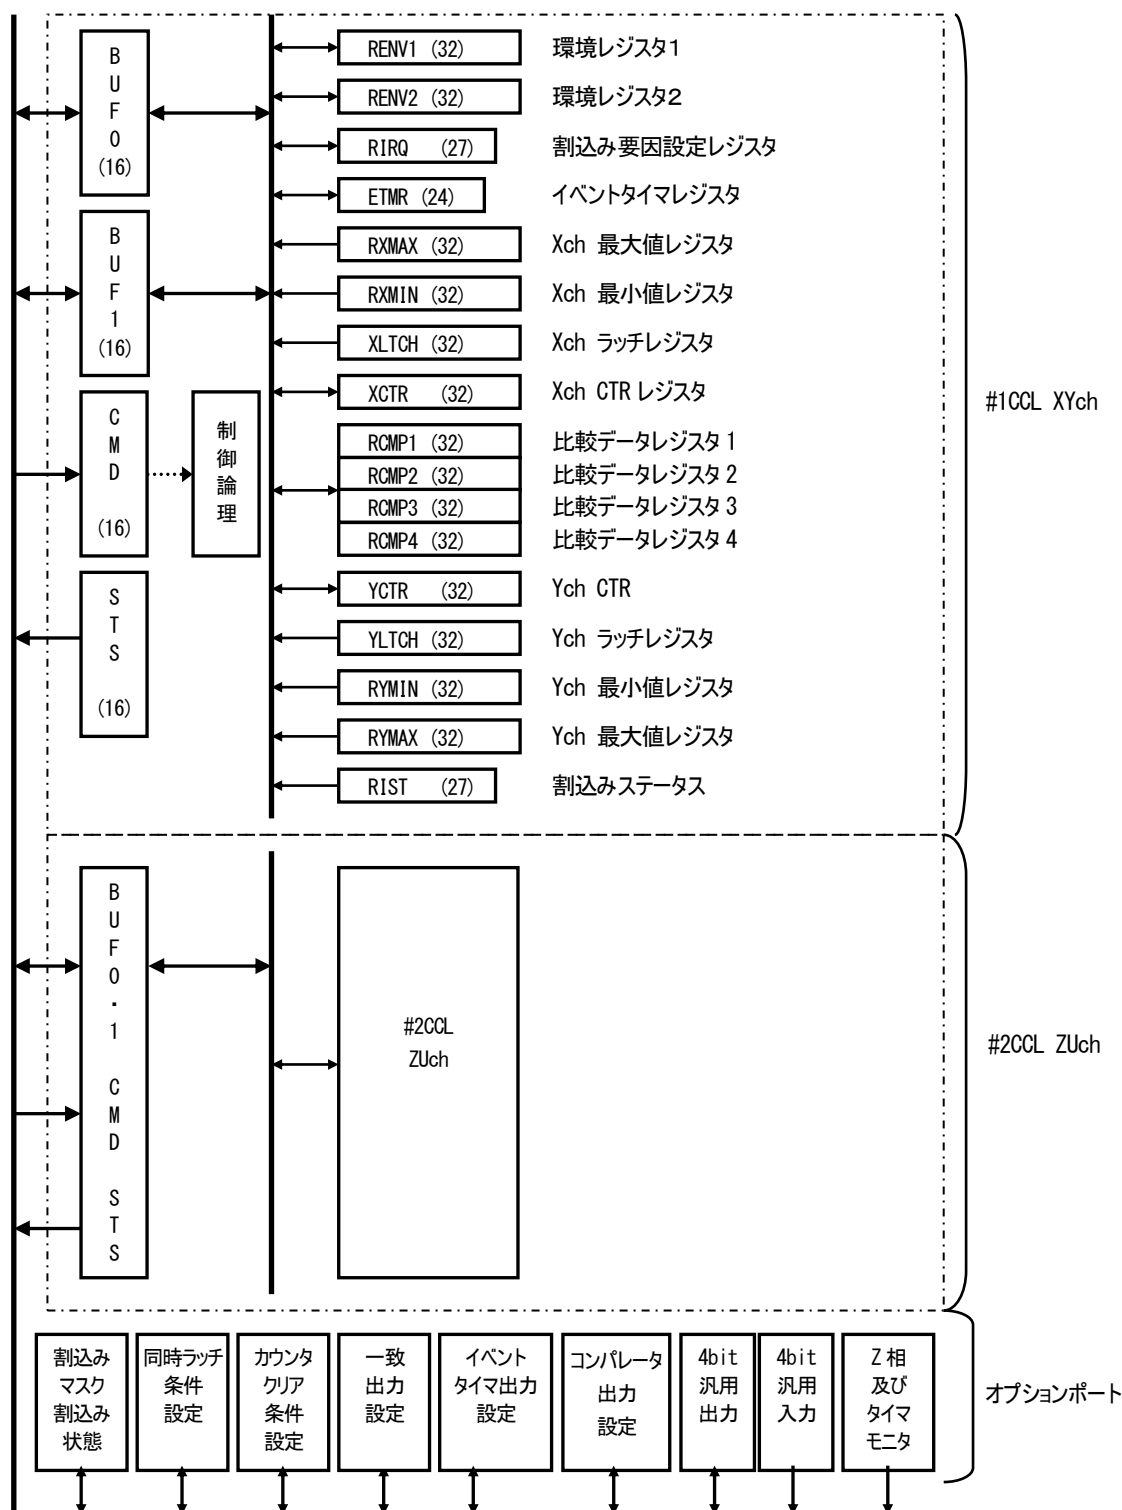 B
U
F
0
(16)
B
U
F
1
(16)
C
M
D
(16)
制
御
論
理
S
T
S
(16)
RENV1 (32) 環境レジスタ1
RENV2 (32) 環境レジスタ2
RIRQ (27) 割込み要因設定レジスタ
ETMR (24) イベントタイマレジスタ
RXMAX (32) Xch 最大値レジスタ
RXMIN (32) Xch 最小値レジスタ
XLTCH (32) Xch ラッチレジスタ
XCTR (32) Xch CTR レジスタ
RCMP1 (32) 比較データレジスタ 1
RCMP2 (32) 比較データレジスタ 2
RCMP3 (32) 比較データレジスタ 3
RCMP4 (32) 比較データレジスタ 4
YCTR (32) Ych CTR
YLTCH (32) Ych ラッチレジスタ
RYMIN (32) Ych 最小値レジスタ
RYMAX (32) Ych 最大値レジスタ
RIST (27) 割込みステータス
#1CCL XYch
B
U
F
0
・
1
C
M
D
S
T
S
#2CCL
ZUch
#2CCL ZUch
割込み
マスク
割込み
状態
同時ラッチ
条件
設定
カウンタ
クリア
条件
設定
一致
出力
設定
イベント
タイマ出力
設定
コンパレータ
出力
設定
4bit
汎用
出力
4bit
汎用
入力
Z 相
及び
タイマ
モニタ
オプションポート